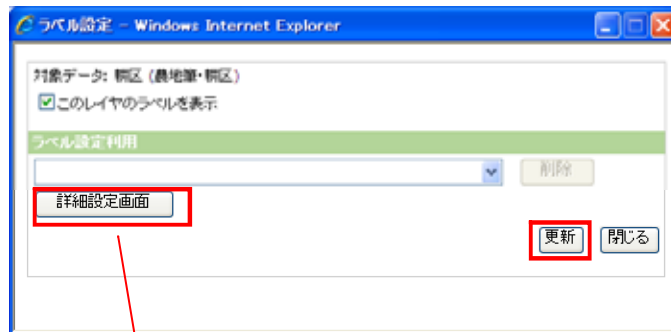 ラベル設定 - Windows Internet Explorer
対象データ: 耕区 (農地筆・耕区)
このレイヤのラベルを表示
ラベル設定利用
削除
詳細設定画面
更新 閉じる